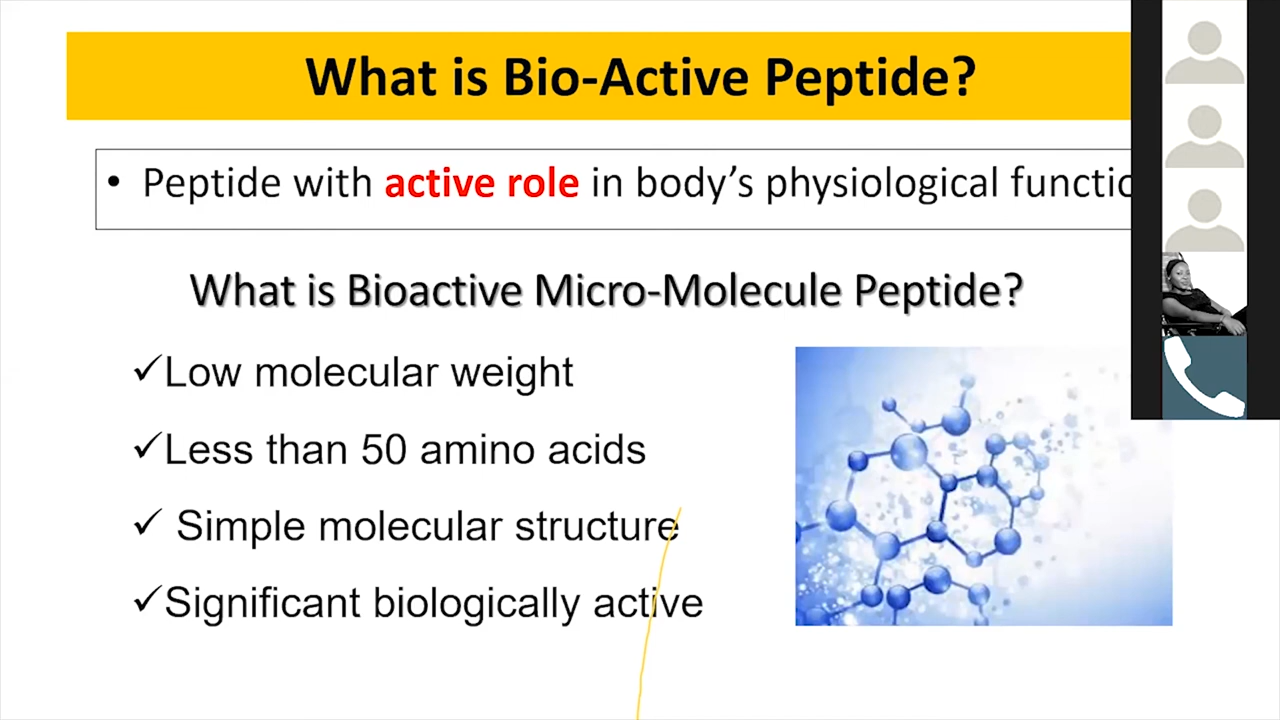 What is Bio-Active Peptide?
• Peptide with active role in body's physiological
What is Bioactive Micro-Molecule Peptide?
✓Low molecular weight
✓Less than 50 amino acids
✓ Simple molecular structure
✓Significant biologically active